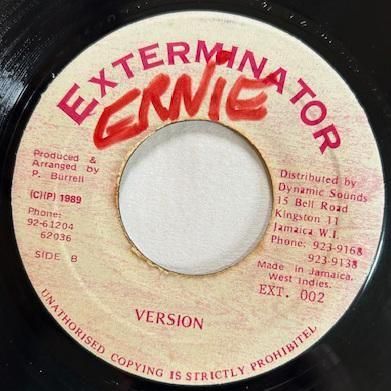 EXTERMINATOR
ERNIE
Produced &
Arranged by
P. Burrell
(C)(P) 1989
Phone:
92-61204
62036
SIDE B
Distributed by
Dynamic Sounds
15 Bell Road
Kingston 11
Jamaica W.I.
Phone: 923-9168
923-9138
Made in Jamaica,
West Indies.
EXT. 002
VERSION
UNATHORISED COPYING IS STRICTLY PROHIBITEL